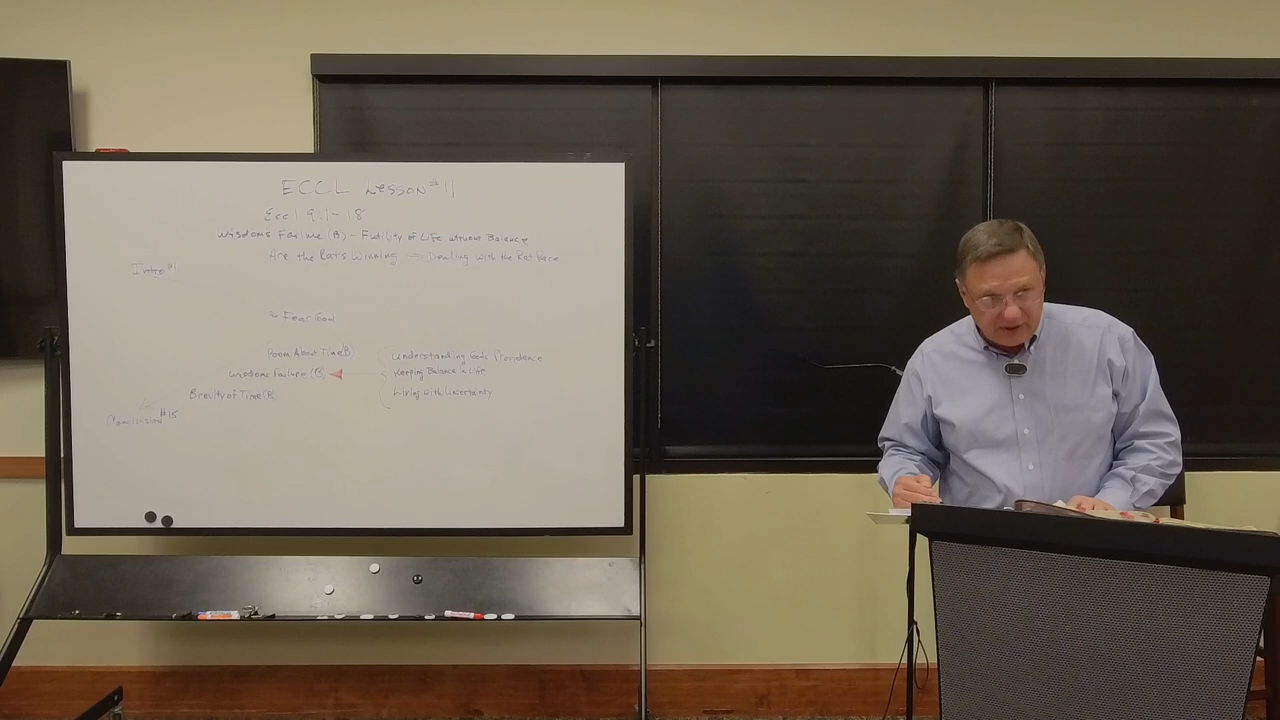 ECCL Lesson #11
Eccl 9:1-18
Wisdoms Failure (B) - Futility of Life without Balance
Are the Rats Winning → Dealing with the Rat Race
Intro #1
Fear God
Poem About Time (B)
Understanding Gods Providence
Wisdoms Failure (B)
Keeping Balance Life
Brevity of Time (B)
Living with Uncertainty
Conclusion #15